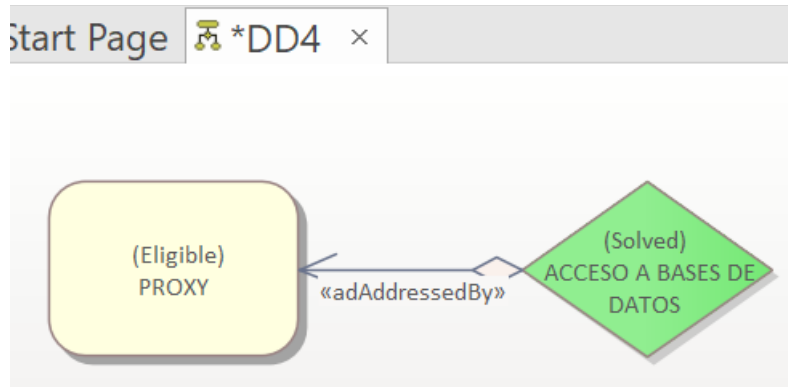 Start Page *DD4 ×
(Eligible)
PROXY
«adAddressedBy»
(Solved)
ACCESO A BASES DE
DATOS